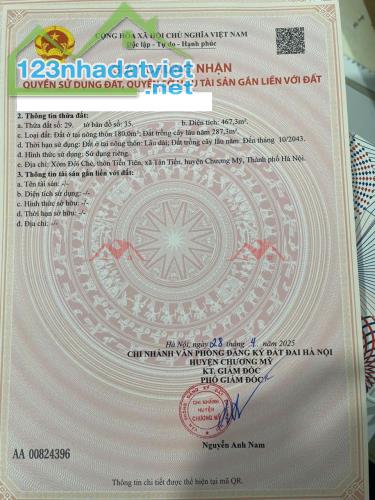 CỘNG HÒA XÃ HỘI CHỦ NGHĨA VIỆT NAM
Độc lập - Tự do - Hạnh phúc
123nhadatviet.net
NHẬN
QUYỀN SỬ DỤNG ĐẤT, QUYỀN SỞ HỮU TÀI SẢN GẮN LIỀN VỚI ĐẤT
2. Thông tin thửa đất:
a. Thửa đất số: 29. tờ bản đồ số: 35. b. Diện tích: 467,3m².
c. Loại đất: Đất ở tại nông thôn 180.0m²; Đất trồng cây lâu năm 287,3m².
d. Thời hạn sử dụng: Đất ở tại nông thôn: Lâu dài; Đất trồng cây lâu năm: Đến tháng 10/2043.
đ. Hình thức sử dụng: Sử dụng riêng.
e. Địa chỉ: Xóm Đồi Chè, thôn Tiến Tiên, xã Tân Tiến, huyện Chương Mỹ, Thành phố Hà Nội.
3. Thông tin tài sản gắn liền với đất:
a. Tên tài sản: -/-
b. Diện tích sử dụng: -/-
c. Hình thức sở hữu: -/-
d. Thời hạn sở hữu: -/-
đ. Địa chỉ: -/-
Hà Nội, ngày 28 tháng 4 năm 2025
CHI NHÁNH VĂN PHÒNG ĐĂNG KÝ ĐẤT ĐAI HÀ NỘI
HUYỆN CHƯƠNG MỸ
KT. GIÁM ĐỐC
PHÓ GIÁM ĐỐC
CHI NHÁNH
HUYỆN
CHƯƠNG MỸ
Nguyễn Anh Nam
AA 00824396
Thông tin chi tiết được thể hiện tại mã QR.